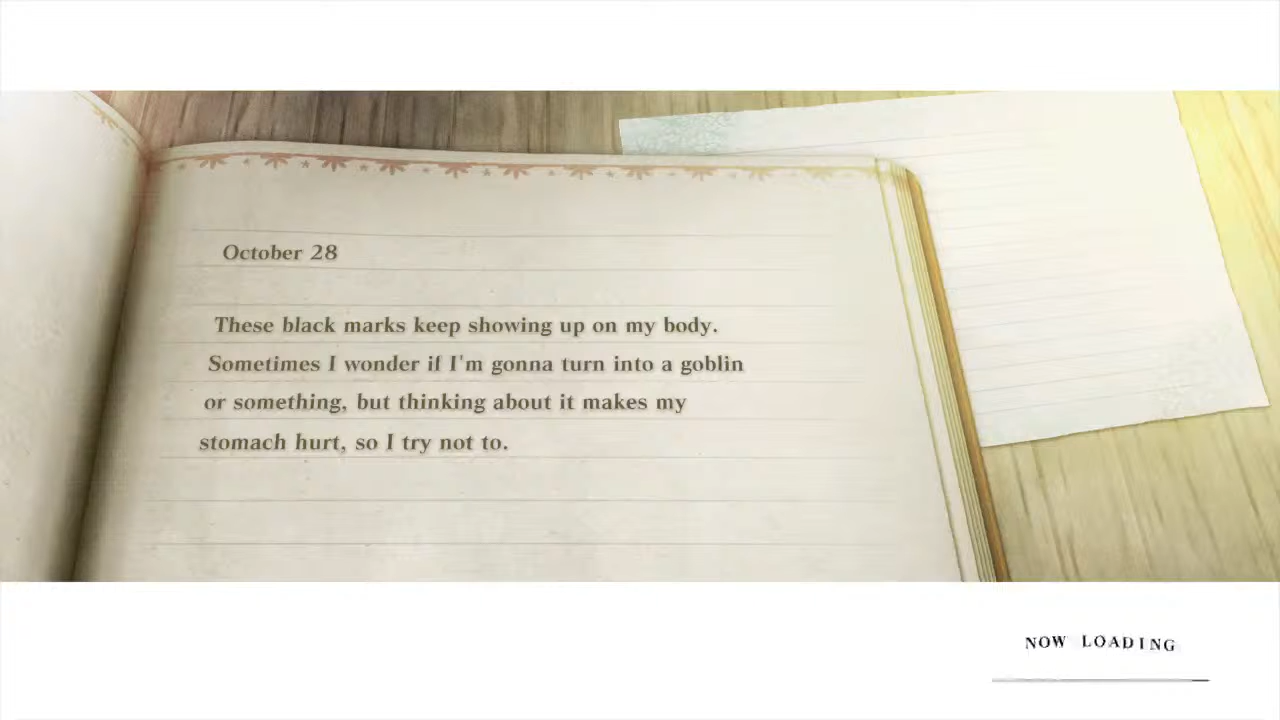 October 28
These black marks keep showing up on my body.
Sometimes I wonder if I'm gonna turn into a goblin
or something, but thinking about it makes my
stomach hurt, so I try not to.
NOW LOADING